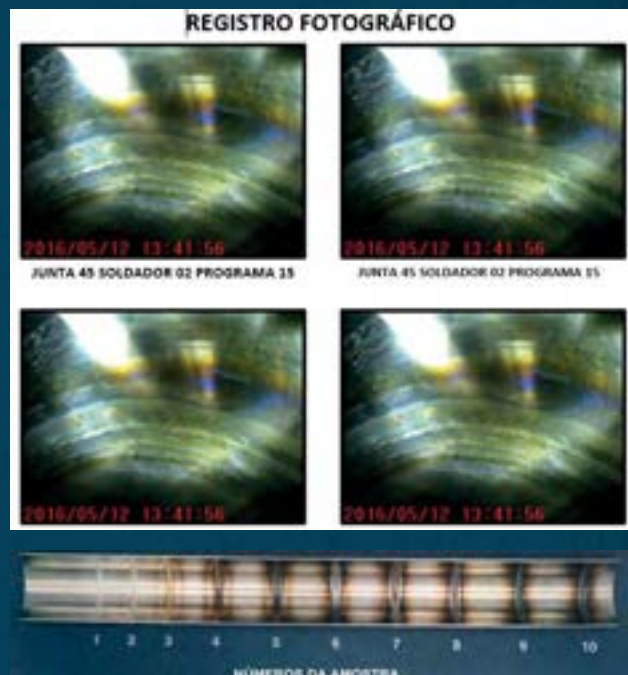 REGISTRO FOTOGRÁFICO
2016/05/12 13:41:56
2016/05/12 13:41:56
JUNTA 45 SOLDADOR 02 PROGRAMA 15
JUNTA 45 SOLDADOR 02 PROGRAMA 15
2016/05/12 13:41:56
2016/05/12 13:41:56
1 2 3 4 5 6 7 8 9 10
NÚMEROS DA AMOSTRA